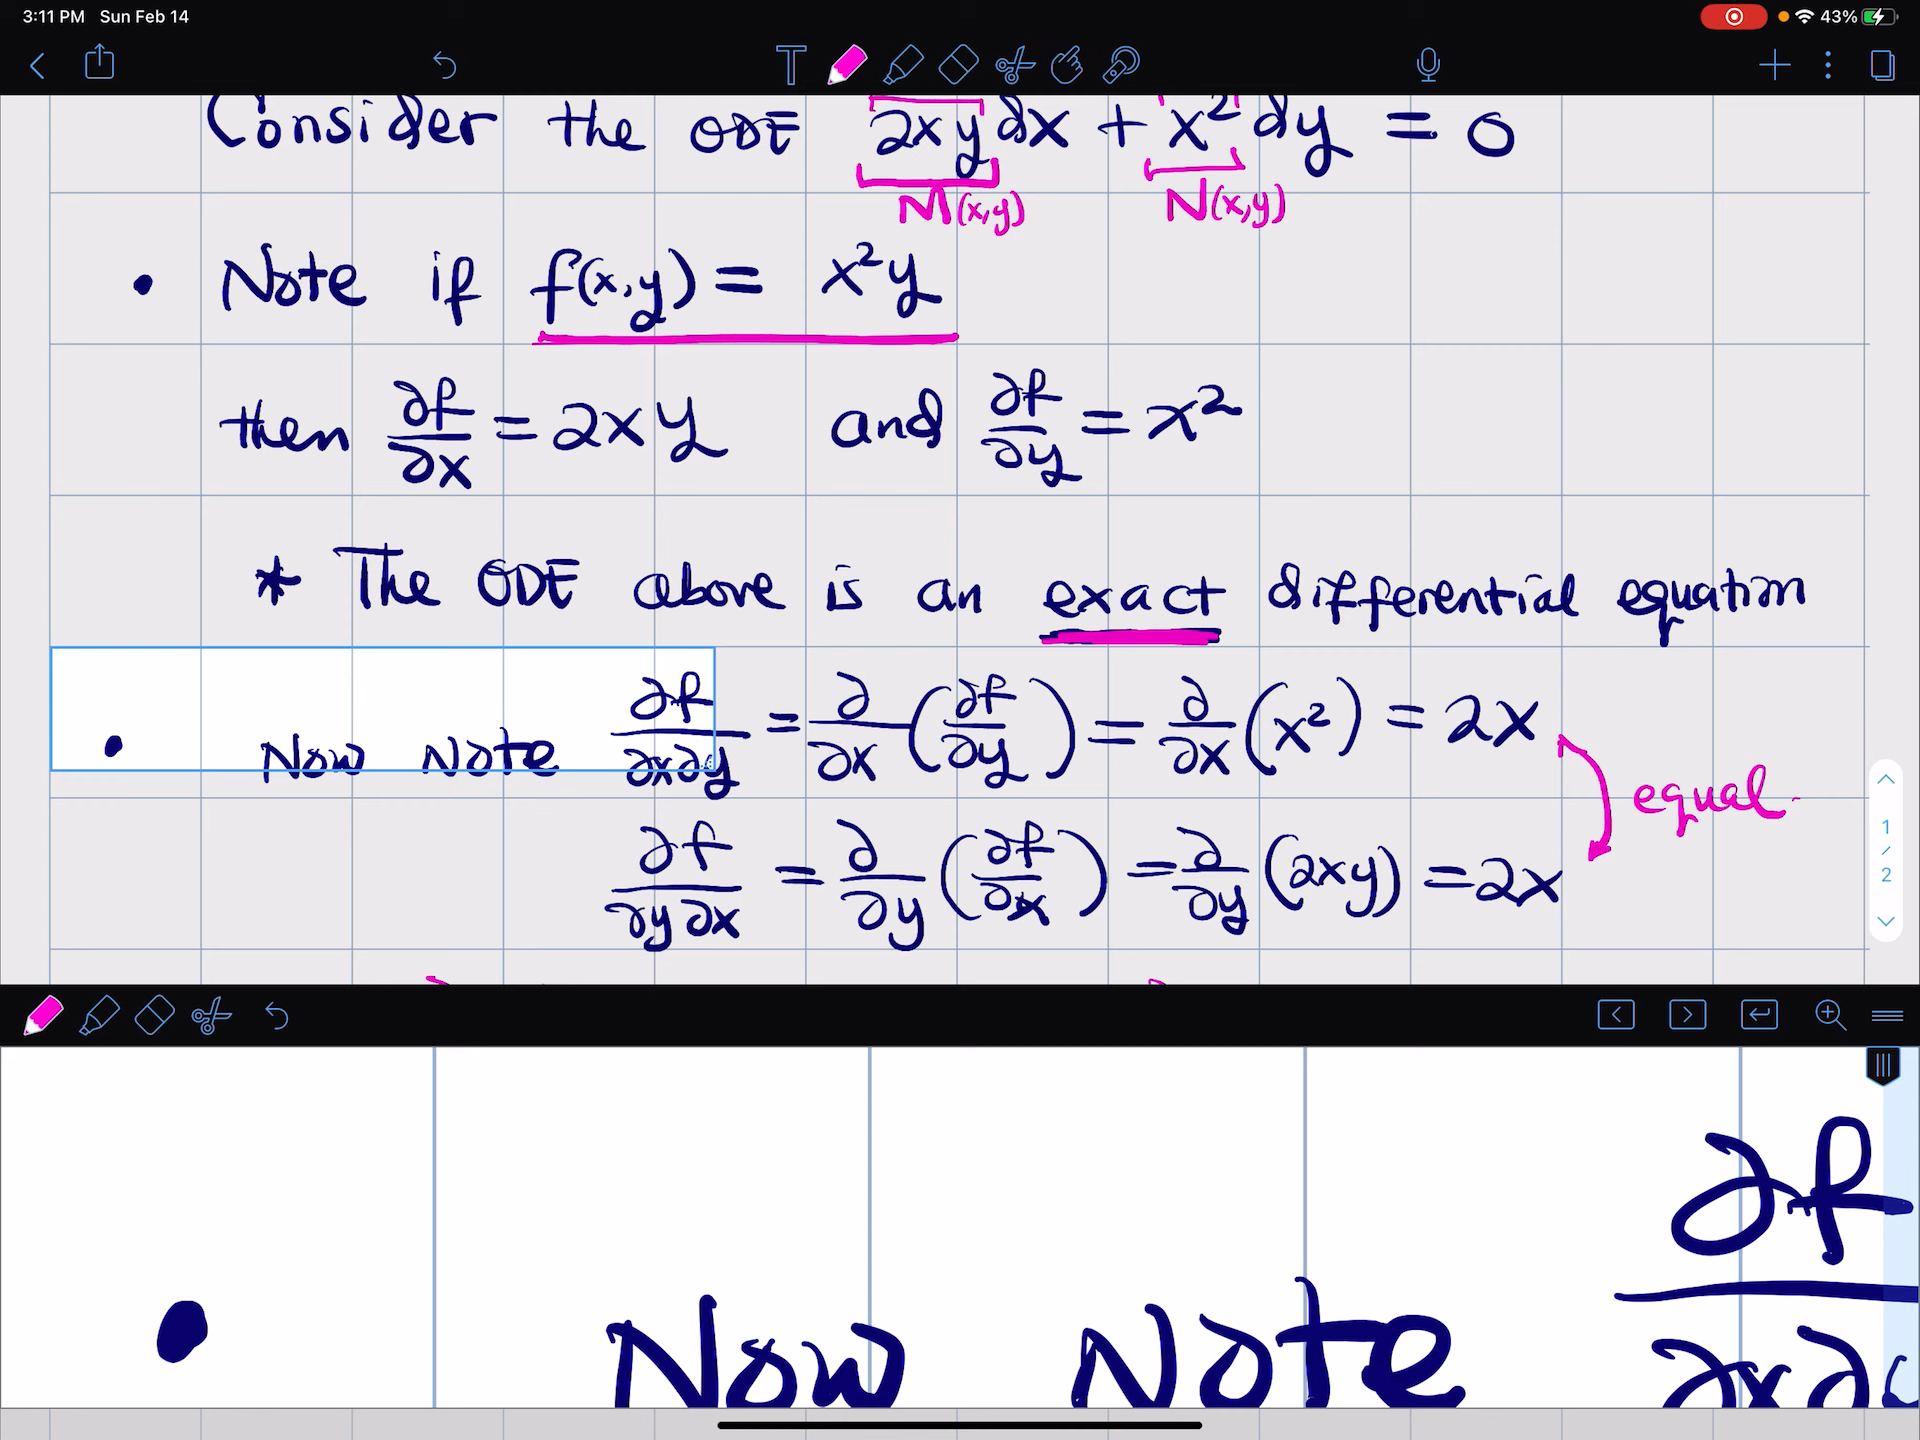 3:11 PM Sun Feb 14
43%
Consider the ODE 2xy dx + x² dy = 0
M(x,y) N(x,y)
• Note if f(x,y) = x²y
then ∂f/∂x = 2xy and ∂f/∂y = x²
* The ODE above is an exact differential equation
• Now Note ∂f/∂x∂y = ∂/∂x (∂f/∂y) = ∂/∂x (x²) = 2x
equal.
∂f/∂y∂x = ∂/∂y (∂f/∂x) = ∂/∂y (2xy) = 2x
1
/
2
∂f
• Now Note ∂x∂